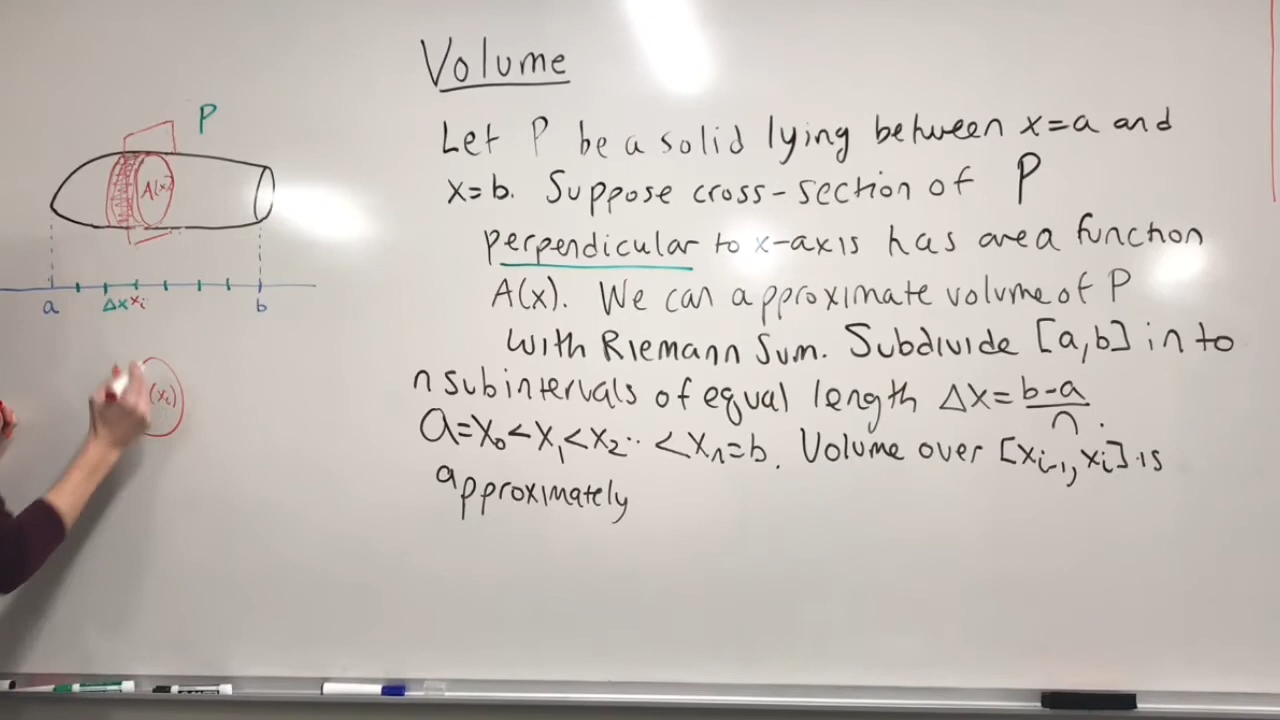 Volume
P
Let P be a solid lying between x=a and
x=b. Suppose cross-section of P
perpendicular to x-axis has area function
A(x). We can approximate volume of P
with Riemann Sum. Subdivide [a,b] in to
n subintervals of equal length Δx=b-a/n.
a=x₀<x₁<x₂..<xₙ=b. Volume over [xᵢ₋₁,xᵢ] is
approximately
A(x)
a Δx xᵢ b
(xᵢ)